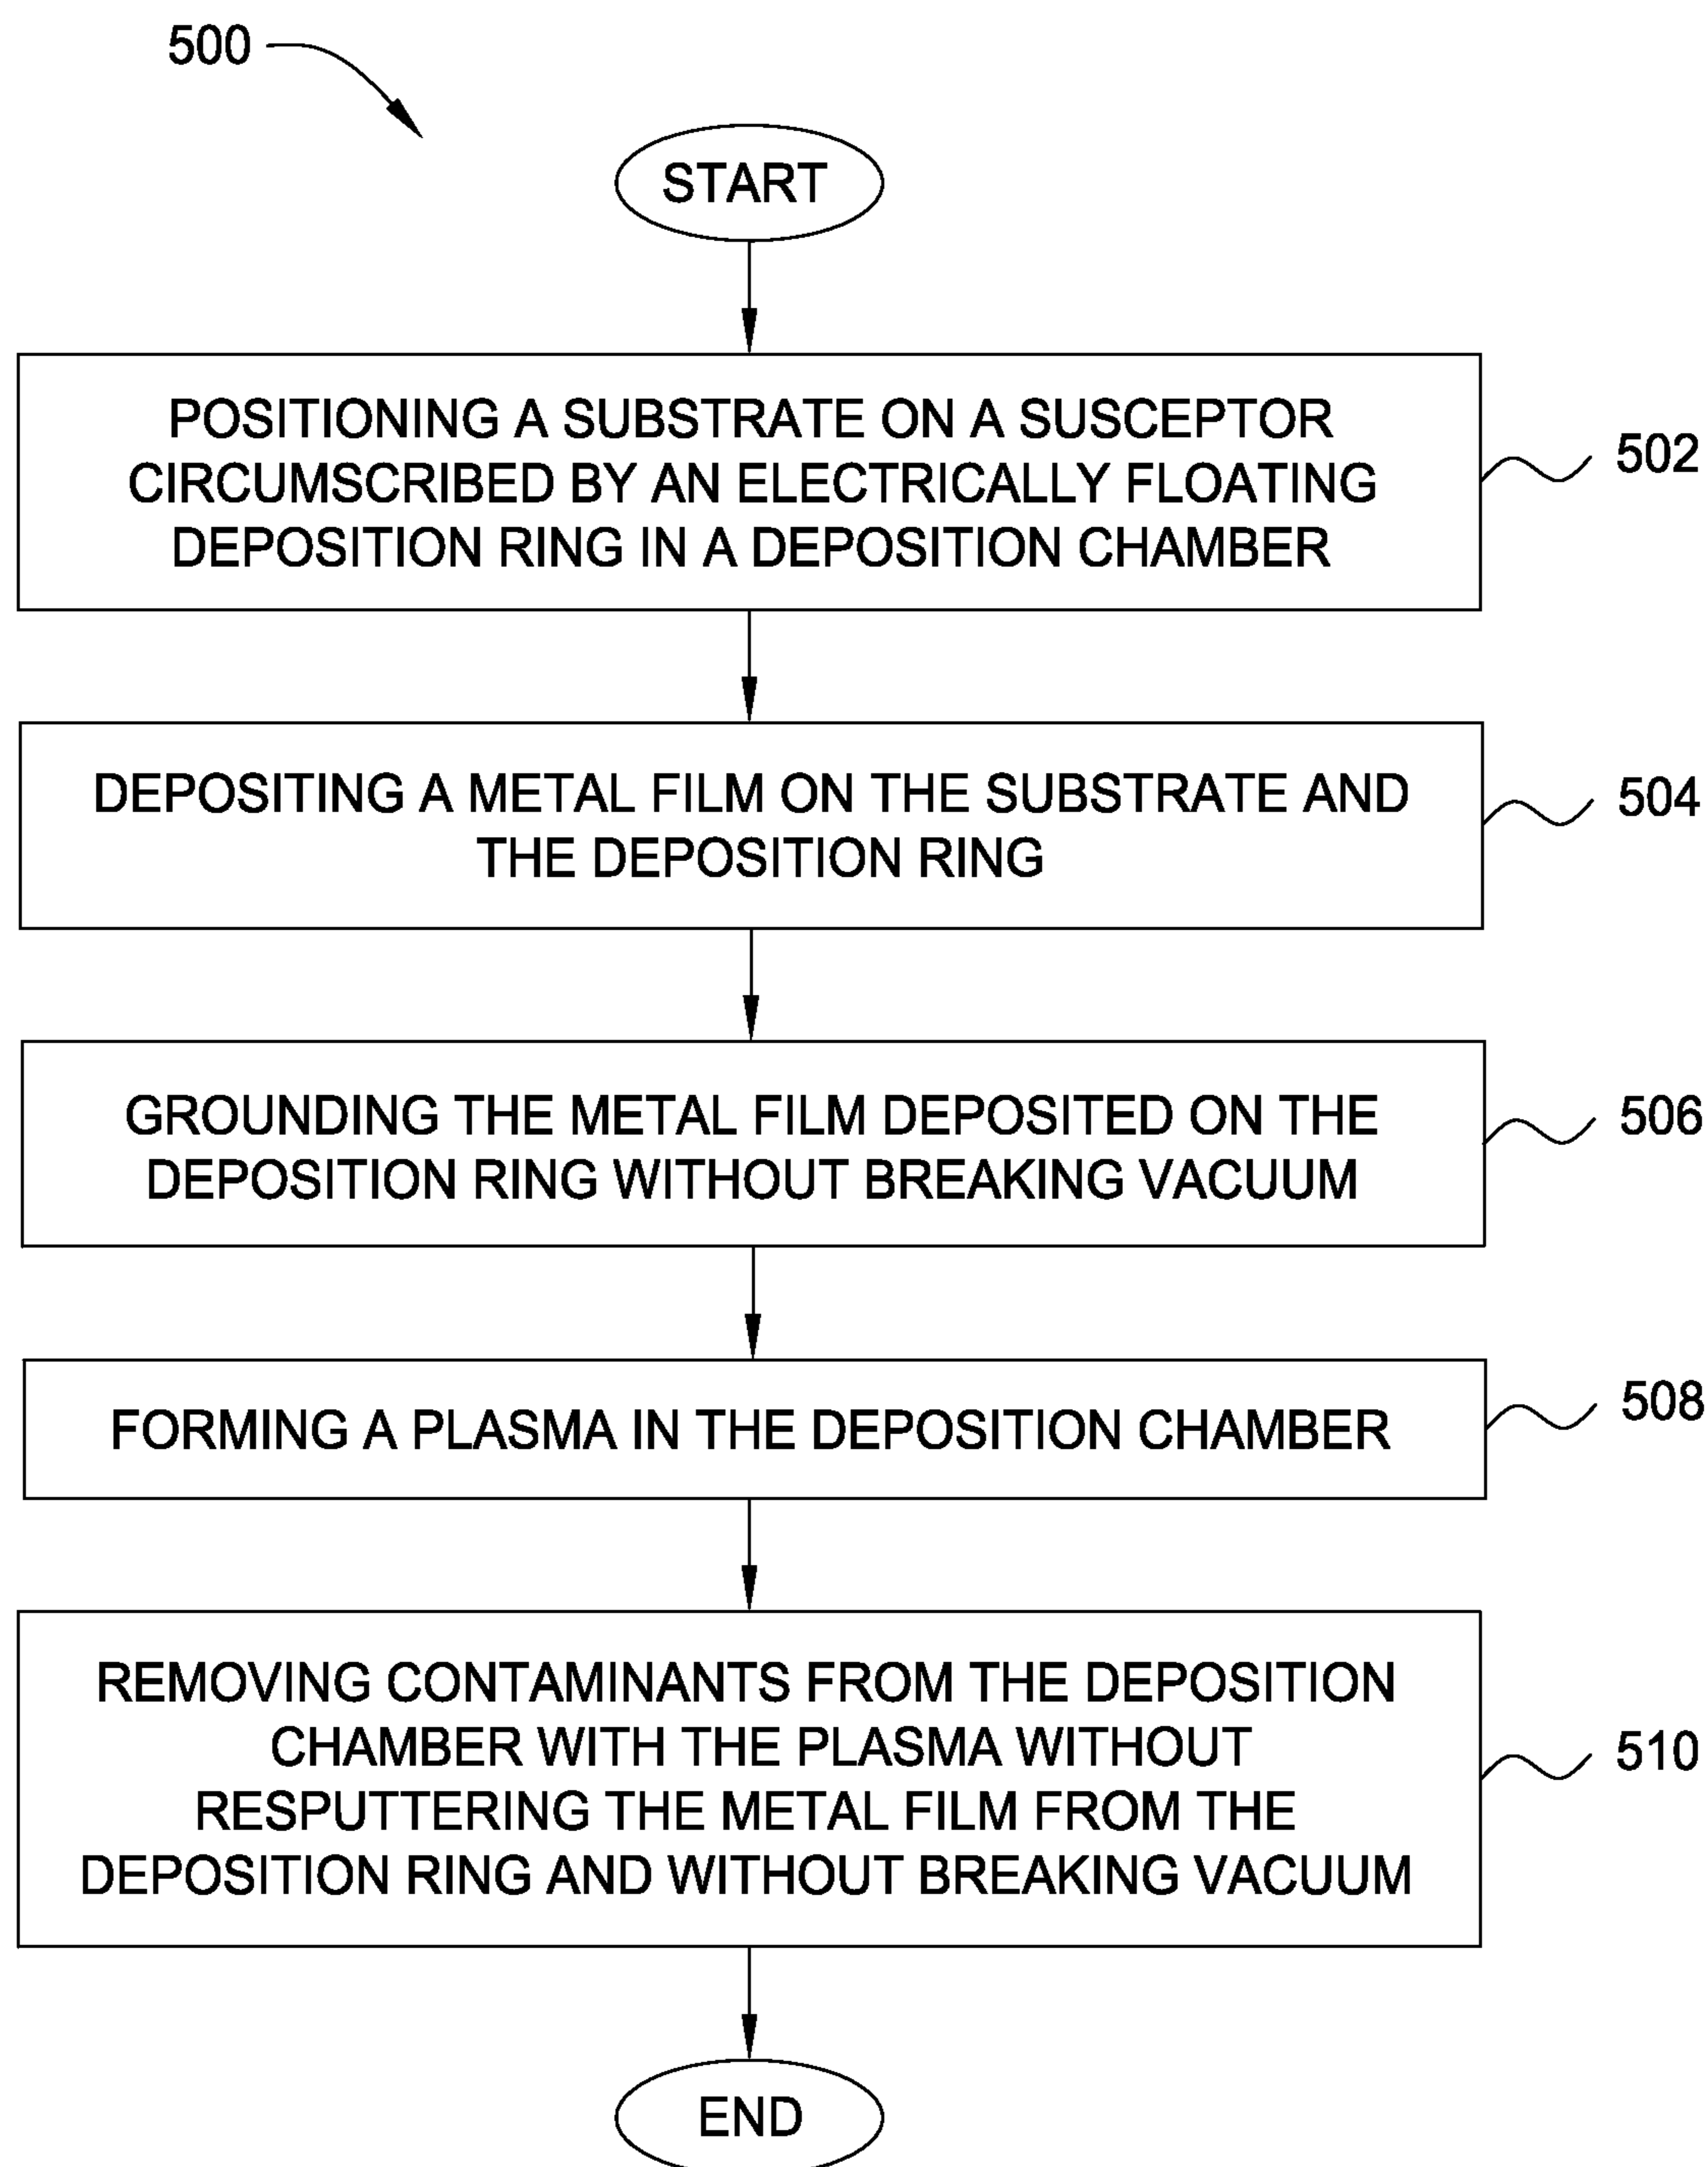 500
START
POSITIONING A SUBSTRATE ON A SUSCEPTOR
CIRCUMSCRIBED BY AN ELECTRICALLY FLOATING
DEPOSITION RING IN A DEPOSITION CHAMBER
502
DEPOSITING A METAL FILM ON THE SUBSTRATE AND
THE DEPOSITION RING
504
GROUNDING THE METAL FILM DEPOSITED ON THE
DEPOSITION RING WITHOUT BREAKING VACUUM
506
FORMING A PLASMA IN THE DEPOSITION CHAMBER
508
REMOVING CONTAMINANTS FROM THE DEPOSITION
CHAMBER WITH THE PLASMA WITHOUT
RESPUTTERING THE METAL FILM FROM THE
DEPOSITION RING AND WITHOUT BREAKING VACUUM
510
END